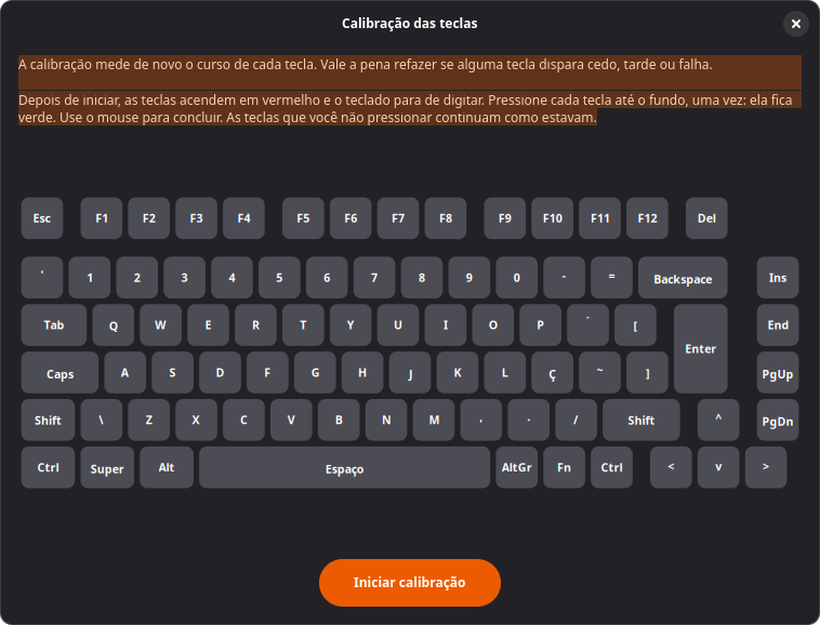 Calibração das teclas
A calibração mede de novo o curso de cada tecla. Vale a pena refazer se alguma tecla dispara cedo, tarde ou falha.
Depois de iniciar, as teclas acendem em vermelho e o teclado para de digitar. Pressione cada tecla até o fundo, uma vez: ela fica
verde. Use o mouse para concluir. As teclas que você não pressionar continuam como estavam.
Esc F1 F2 F3 F4 F5 F6 F7 F8 F9 F10 F11 F12 Del
' 1 2 3 4 5 6 7 8 9 0 - = Backspace Ins
Tab Q W E R T Y U I O P ´ [ Enter End
Caps A S D F G H J K L Ç ~ ] PgUp
Shift \ Z X C V B N M , . / Shift ^ PgDn
Ctrl Super Alt Espaço AltGr Fn Ctrl < v >
Iniciar calibração